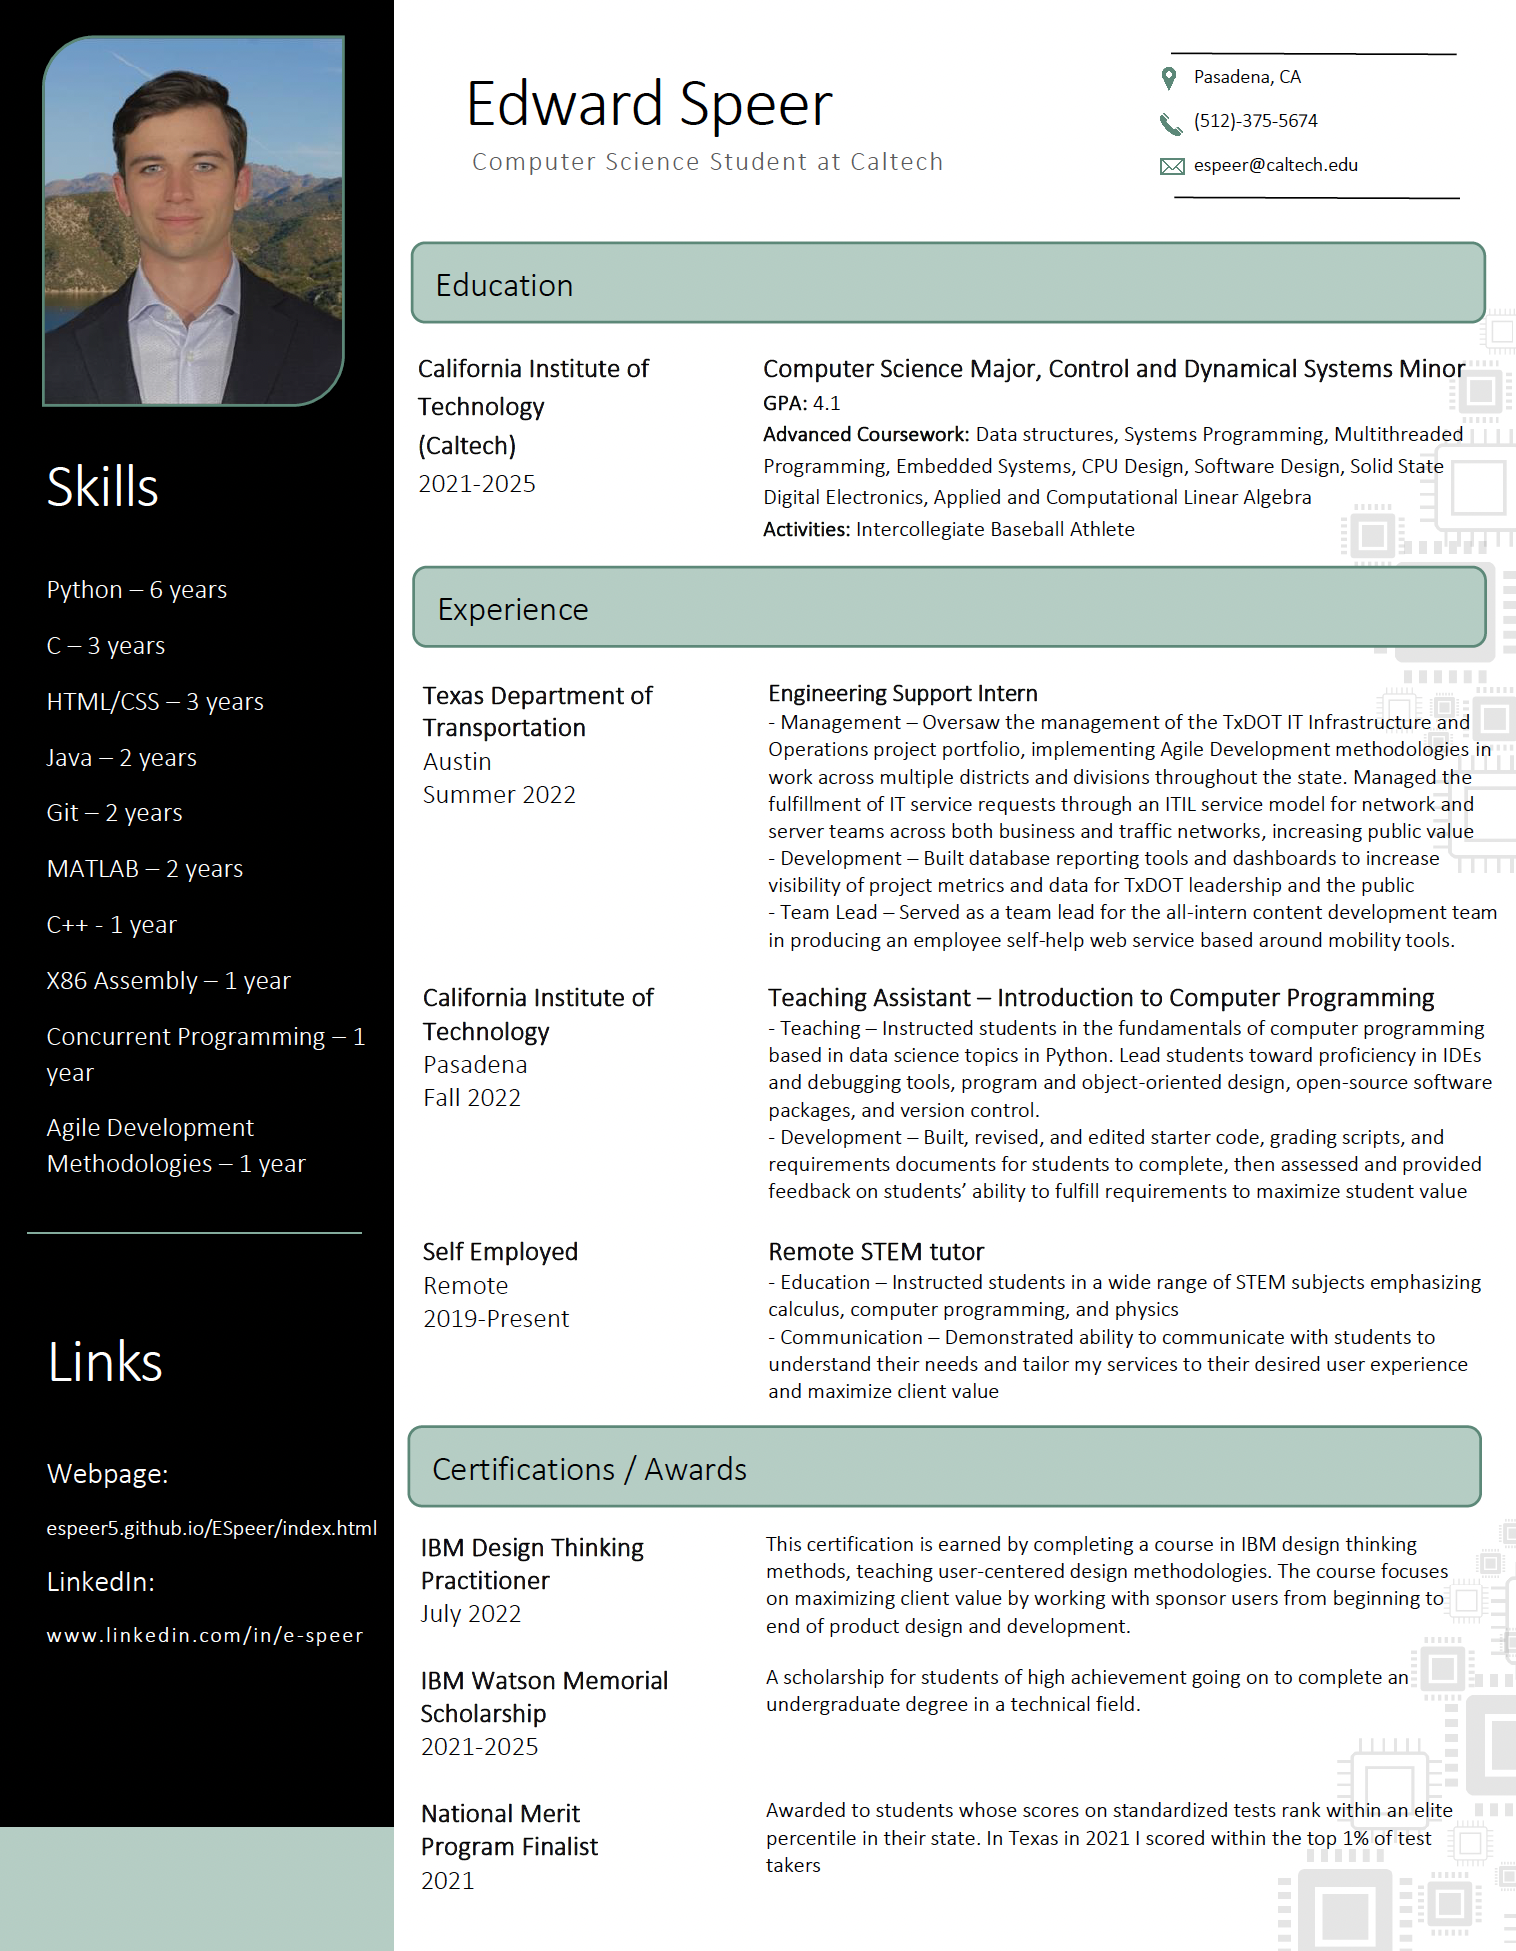 Edward Speer
Computer Science Student at Caltech
Pasadena, CA
(512)-375-5674
espeer@caltech.edu
Skills
Python – 6 years
C – 3 years
HTML/CSS – 3 years
Java – 2 years
Git – 2 years
MATLAB – 2 years
C++ - 1 year
X86 Assembly – 1 year
Concurrent Programming – 1
year
Agile Development
Methodologies – 1 year
Links
Webpage:
espeer5.github.io/ESpeer/index.html
LinkedIn:
www.linkedin.com/in/e-speer
Education
California Institute of
Technology
(Caltech)
2021-2025
Computer Science Major, Control and Dynamical Systems Minor
GPA: 4.1
Advanced Coursework: Data structures, Systems Programming, Multithreaded
Programming, Embedded Systems, CPU Design, Software Design, Solid State
Digital Electronics, Applied and Computational Linear Algebra
Activities: Intercollegiate Baseball Athlete
Experience
Texas Department of
Transportation
Austin
Summer 2022
Engineering Support Intern
- Management – Oversaw the management of the TxDOT IT Infrastructure and
Operations project portfolio, implementing Agile Development methodologies in
work across multiple districts and divisions throughout the state. Managed the
fulfillment of IT service requests through an ITIL service model for network and
server teams across both business and traffic networks, increasing public value
- Development – Built database reporting tools and dashboards to increase
visibility of project metrics and data for TxDOT leadership and the public
- Team Lead – Served as a team lead for the all-intern content development team
in producing an employee self-help web service based around mobility tools.
California Institute of
Technology
Pasadena
Fall 2022
Teaching Assistant – Introduction to Computer Programming
- Teaching – Instructed students in the fundamentals of computer programming
based in data science topics in Python. Lead students toward proficiency in IDEs
and debugging tools, program and object-oriented design, open-source software
packages, and version control.
- Development – Built, revised, and edited starter code, grading scripts, and
requirements documents for students to complete, then assessed and provided
feedback on students’ ability to fulfill requirements to maximize student value
Self Employed
Remote
2019-Present
Remote STEM tutor
- Education – Instructed students in a wide range of STEM subjects emphasizing
calculus, computer programming, and physics
- Communication – Demonstrated ability to communicate with students to
understand their needs and tailor my services to their desired user experience
and maximize client value
Certifications / Awards
IBM Design Thinking
Practitioner
July 2022
This certification is earned by completing a course in IBM design thinking
methods, teaching user-centered design methodologies. The course focuses
on maximizing client value by working with sponsor users from beginning to
end of product design and development.
IBM Watson Memorial
Scholarship
2021-2025
A scholarship for students of high achievement going on to complete an
undergraduate degree in a technical field.
National Merit
Program Finalist
2021
Awarded to students whose scores on standardized tests rank within an elite
percentile in their state. In Texas in 2021 I scored within the top 1% of test
takers